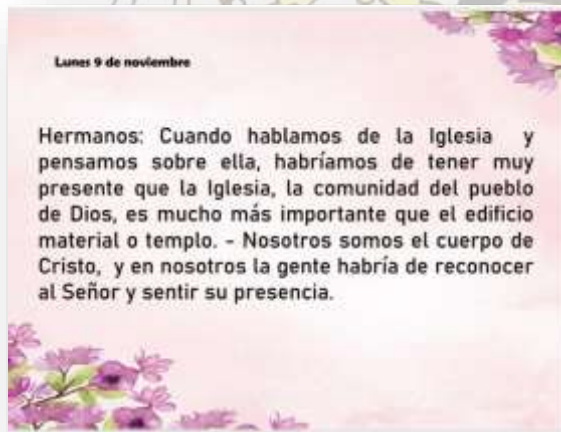 Lunes 9 de noviembre
Hermanos: Cuando hablamos de la Iglesia y
pensamos sobre ella, habríamos de tener muy
presente que la Iglesia, la comunidad del pueblo
de Dios, es mucho más importante que el edificio
material o templo. - Nosotros somos el cuerpo de
Cristo, y en nosotros la gente habría de reconocer
al Señor y sentir su presencia.